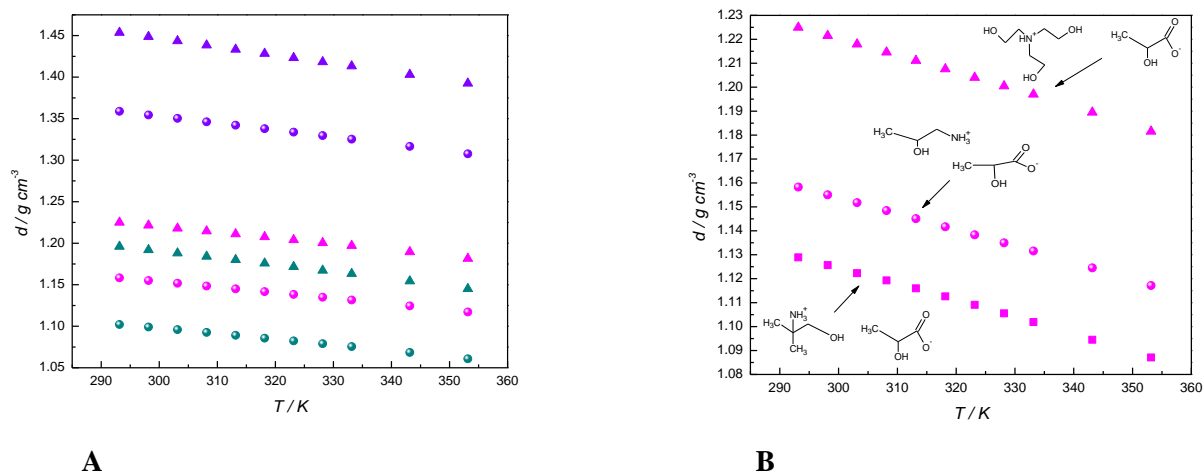 1.45
1.40
1.35
1.30
1.25
1.20
1.15
1.10
1.05
290 300 310 320 330 340 350 360
d / g cm-3
T / K
A
1.23
1.22
1.21
1.20
1.19
1.18
1.17
1.16
1.15
1.14
1.13
1.12
1.11
1.10
1.09
1.08
290 300 310 320 330 340 350 360
d / g cm-3
T / K
HO HN+ OH
HO
H3C O
O-
OH
H3C NH3+
OH
H3C O
O-
OH
NH3+
H3C OH
CH3
H3C O
O-
OH
B